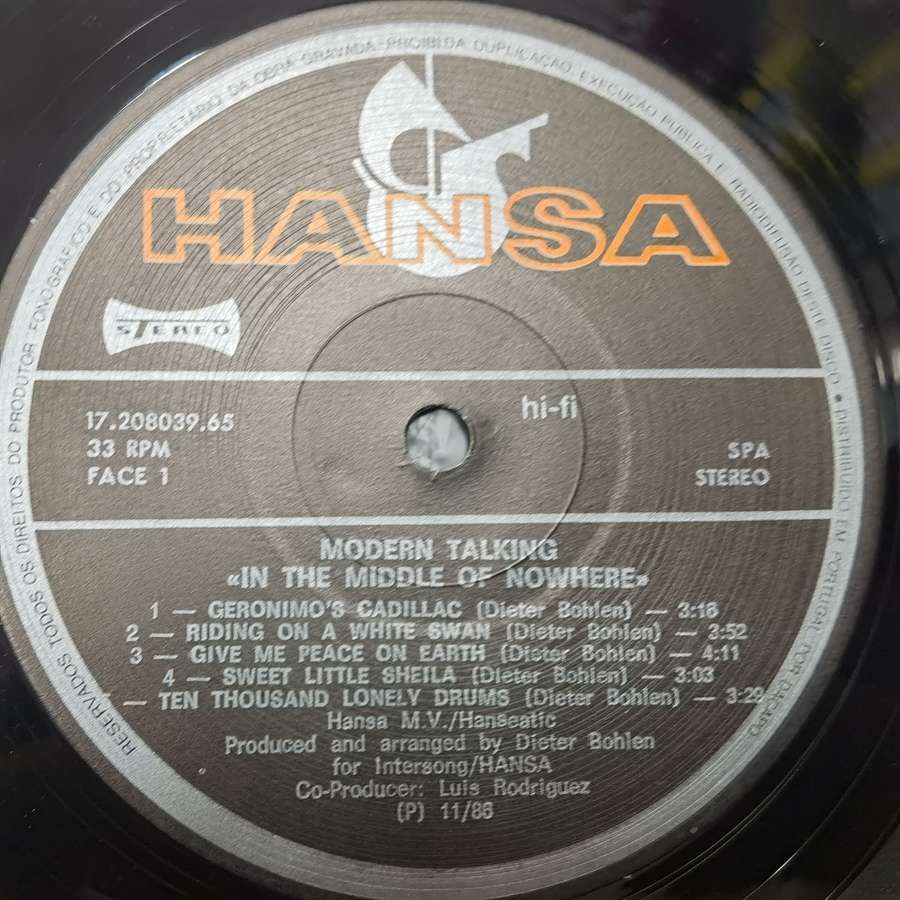 RESERVADOS TODOS OS DIREITOS DO PRODUTOR FONOGRÁFICO E DO PROPRIETÁRIO DA OBRA GRAVADA - PROIBIDA DUPLICAÇÃO, EXECUÇÃO PÚBLICA E RADIODIFUSÃO DESTE DISCO • DISTRIBUÍDO EM PORTUGAL POR DACAPO
HANSA
STEREO
17.208039.65
hi-fi
33 RPM
SPA
FACE 1
STEREO
MODERN TALKING
«IN THE MIDDLE OF NOWHERE»
1 — GERONIMO'S CADILLAC (Dieter Bohlen) — 3:18
2 — RIDING ON A WHITE SWAN (Dieter Bohlen) — 3:52
3 — GIVE ME PEACE ON EARTH (Dieter Bohlen) — 4:11
4 — SWEET LITTLE SHEILA (Dieter Bohlen) — 3:03
— TEN THOUSAND LONELY DRUMS (Dieter Bohlen) — 3:29
Hansa M.V./Hanseatic
Produced and arranged by Dieter Bohlen
for Intersong/HANSA
Co-Producer: Luis Rodriguez
(P) 11/86